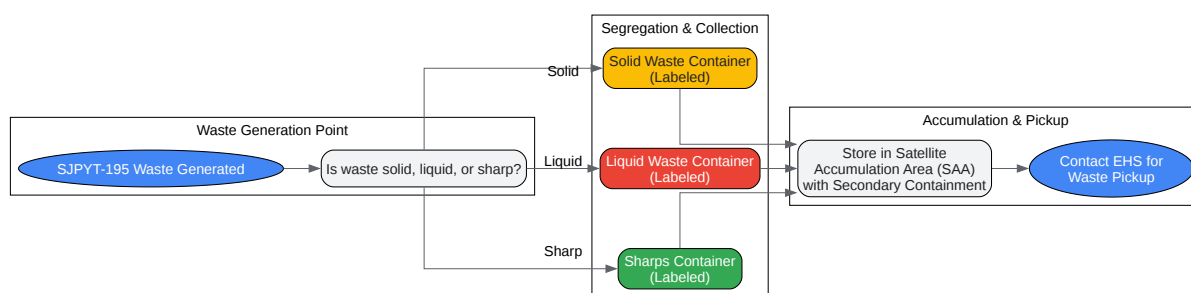 Segregation & Collection
Solid
Solid Waste Container
(Labeled)
Waste Generation Point
SJPYT-195 Waste Generated
Is waste solid, liquid, or sharp?
Liquid
Liquid Waste Container
(Labeled)
Sharp
Sharps Container
(Labeled)
Accumulation & Pickup
Store in Satellite
Accumulation Area (SAA)
with Secondary Containment
Contact EHS for
Waste Pickup